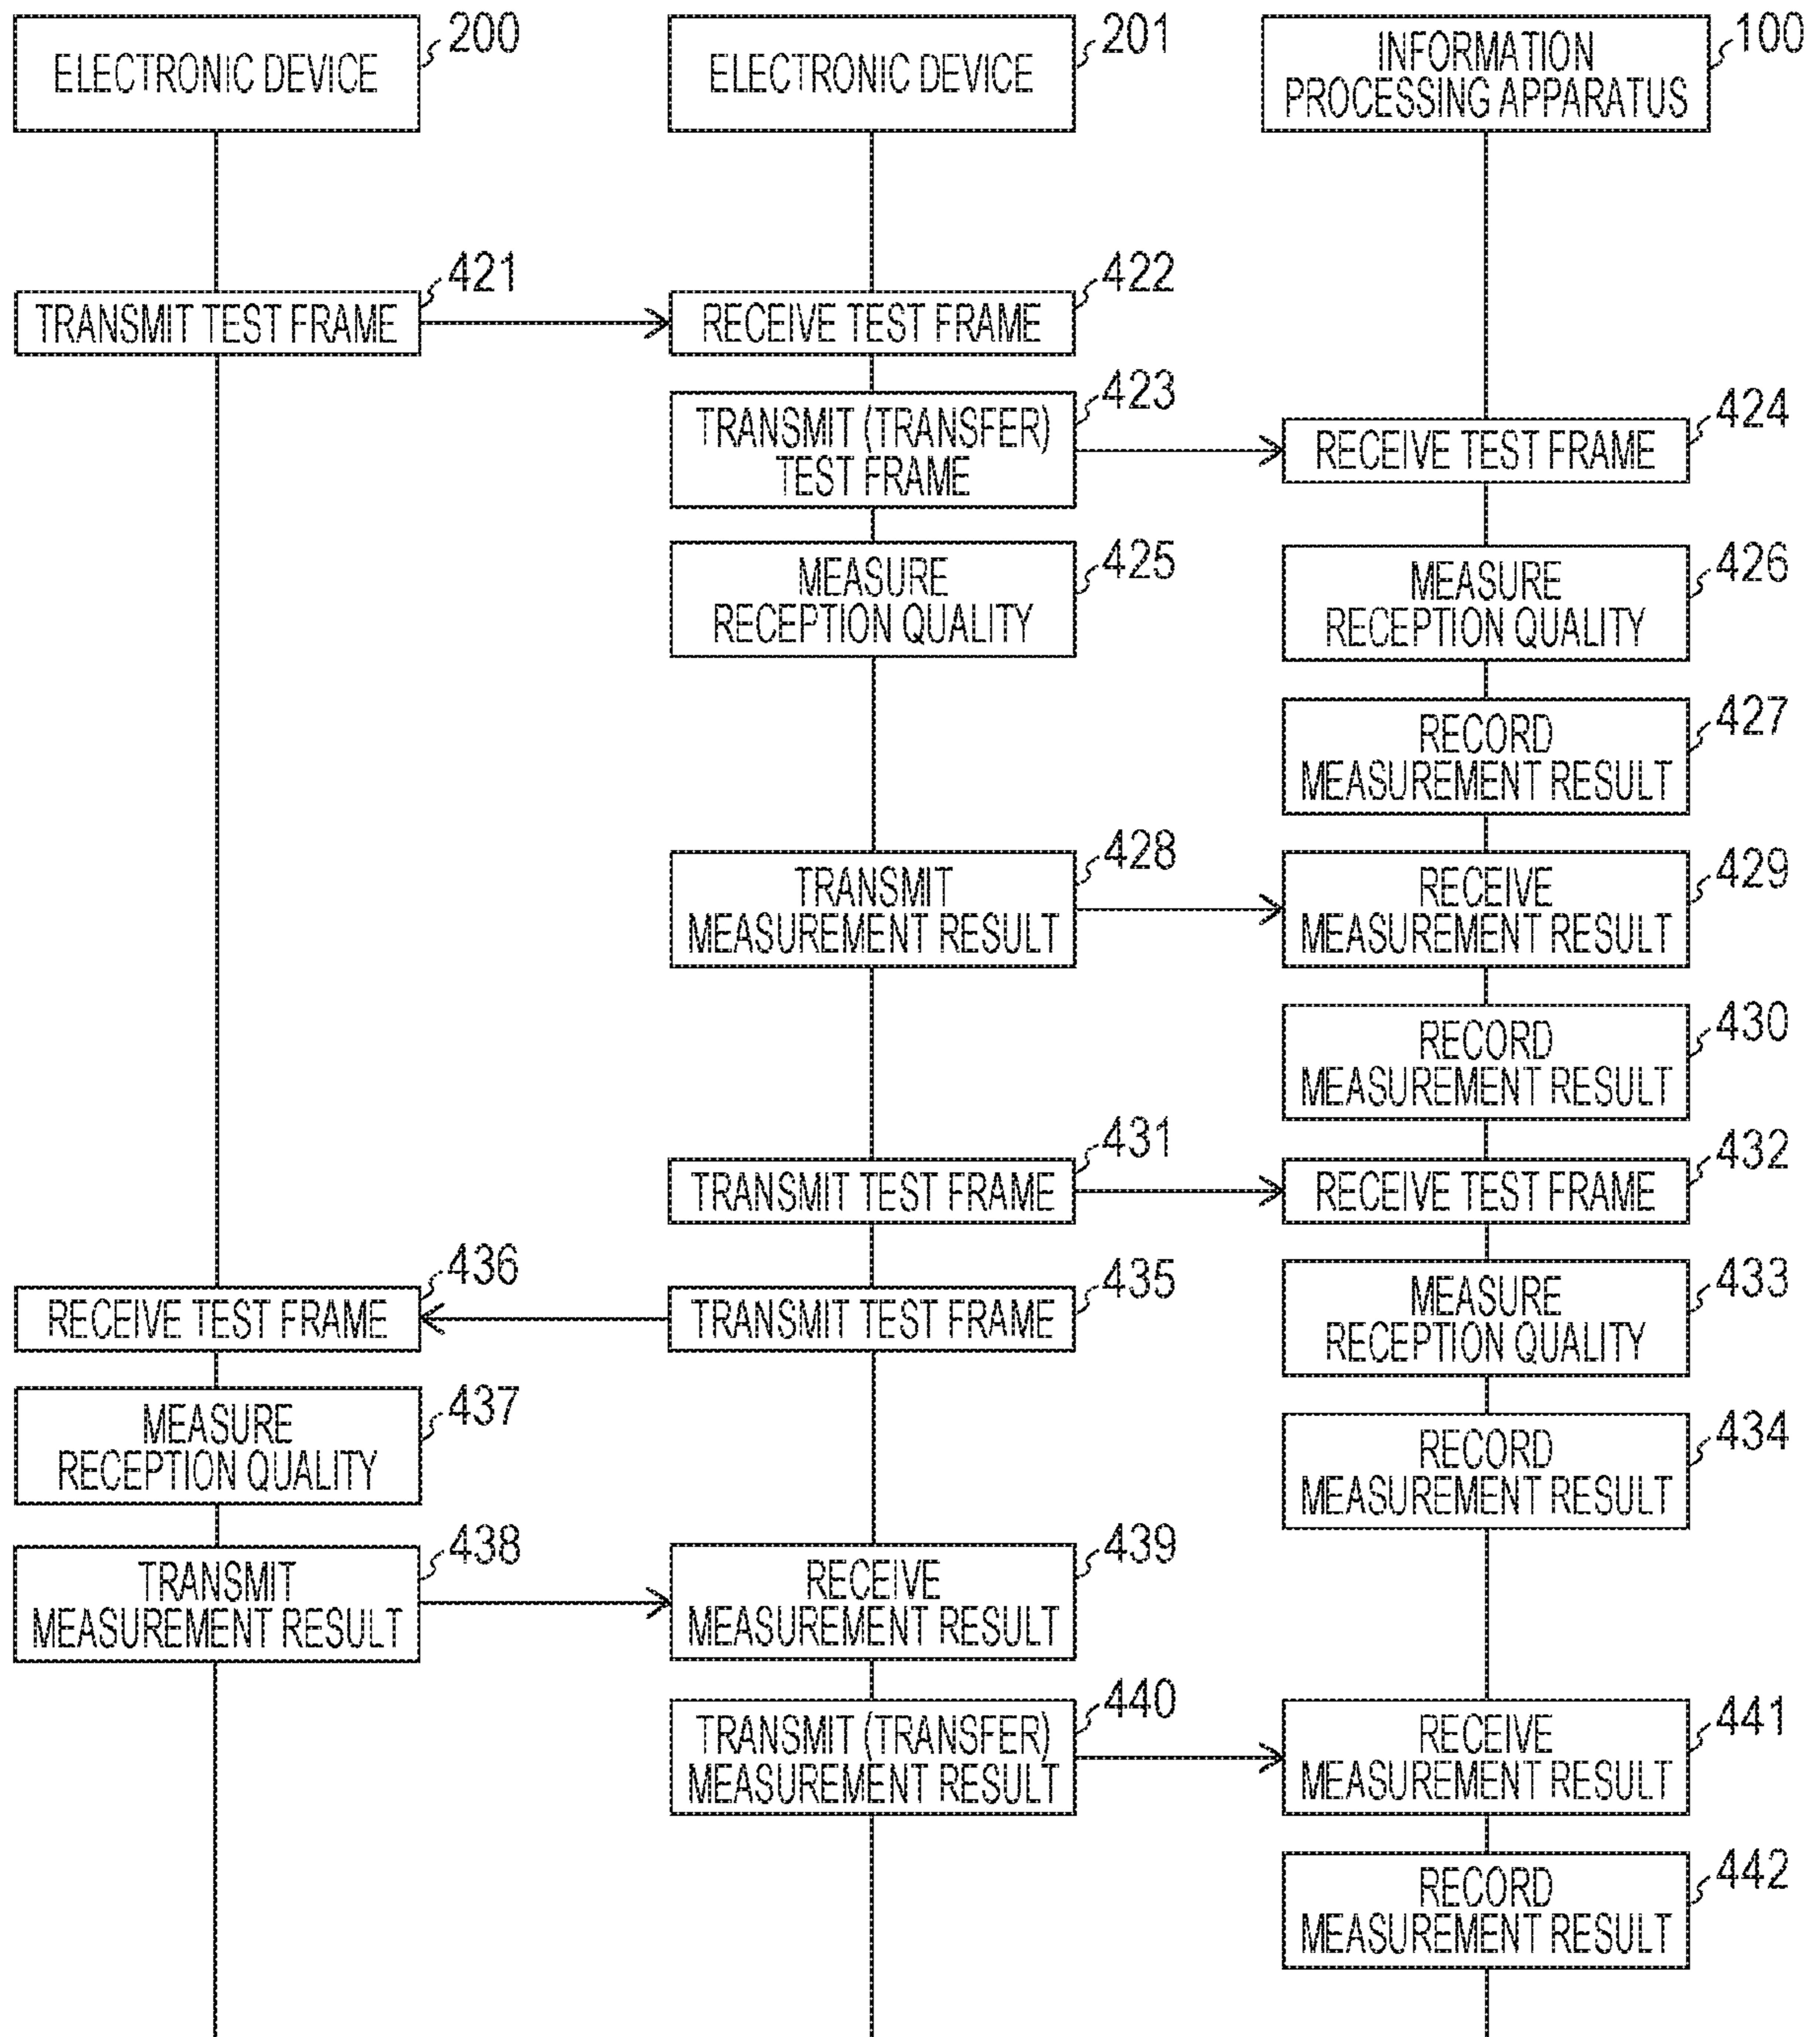 ELECTRONIC DEVICE
200
ELECTRONIC DEVICE
201
INFORMATION
PROCESSING APPARATUS
100
TRANSMIT TEST FRAME
421
RECEIVE TEST FRAME
422
TRANSMIT (TRANSFER)
TEST FRAME
423
RECEIVE TEST FRAME
424
MEASURE
RECEPTION QUALITY
425
MEASURE
RECEPTION QUALITY
426
RECORD
MEASUREMENT RESULT
427
TRANSMIT
MEASUREMENT RESULT
428
RECEIVE
MEASUREMENT RESULT
429
RECORD
MEASUREMENT RESULT
430
TRANSMIT TEST FRAME
431
RECEIVE TEST FRAME
432
MEASURE
RECEPTION QUALITY
433
RECORD
MEASUREMENT RESULT
434
TRANSMIT TEST FRAME
435
RECEIVE TEST FRAME
436
MEASURE
RECEPTION QUALITY
437
TRANSMIT
MEASUREMENT RESULT
438
RECEIVE
MEASUREMENT RESULT
439
TRANSMIT (TRANSFER)
MEASUREMENT RESULT
440
RECEIVE
MEASUREMENT RESULT
441
RECORD
MEASUREMENT RESULT
442